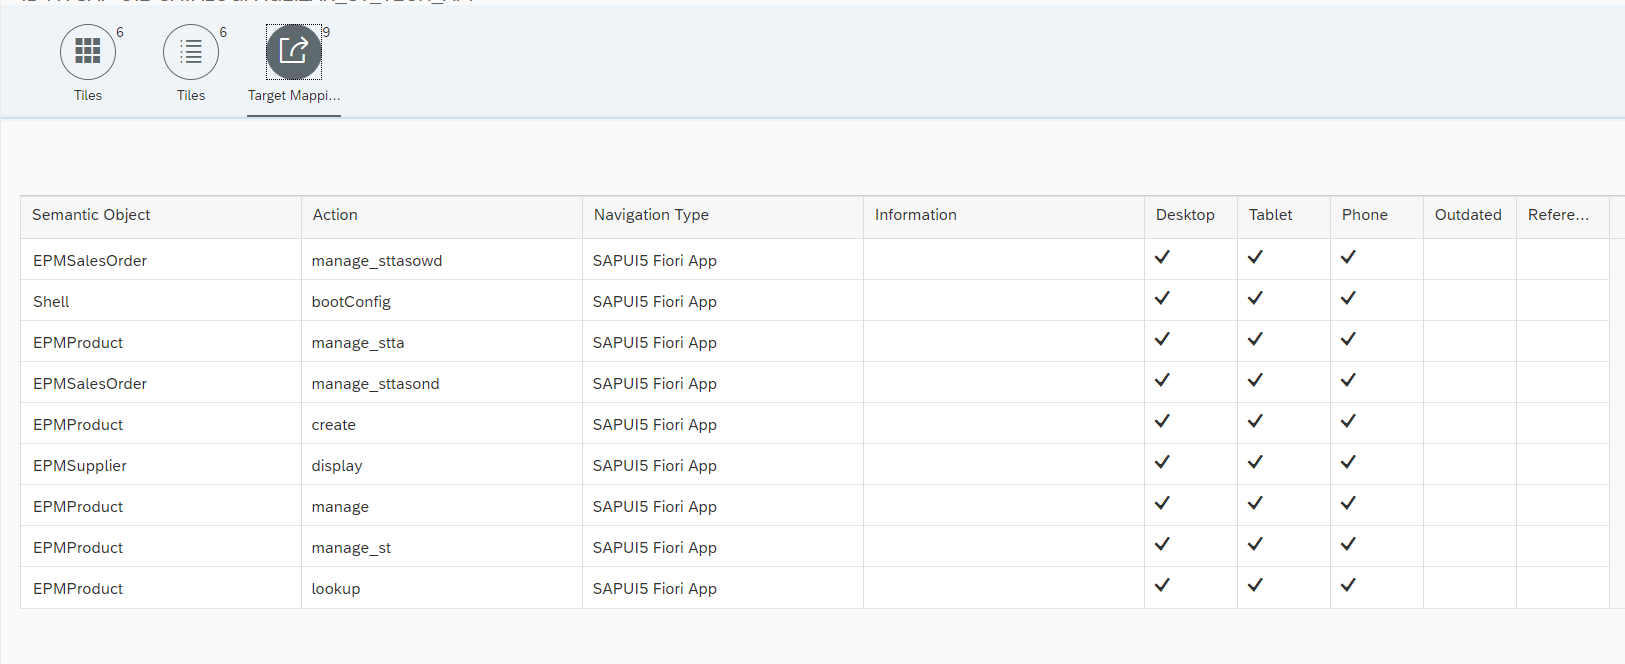 6
6
9
Tiles
Tiles
Target Mappi...
Semantic Object Action Navigation Type Information Desktop Tablet Phone Outdated Refere...
EPMSalesOrder manage_sttasowd SAPUI5 Fiori App
Shell bootConfig SAPUI5 Fiori App
EPMProduct manage_stta SAPUI5 Fiori App
EPMSalesOrder manage_sttasond SAPUI5 Fiori App
EPMProduct create SAPUI5 Fiori App
EPMSupplier display SAPUI5 Fiori App
EPMProduct manage SAPUI5 Fiori App
EPMProduct manage_st SAPUI5 Fiori App
EPMProduct lookup SAPUI5 Fiori App